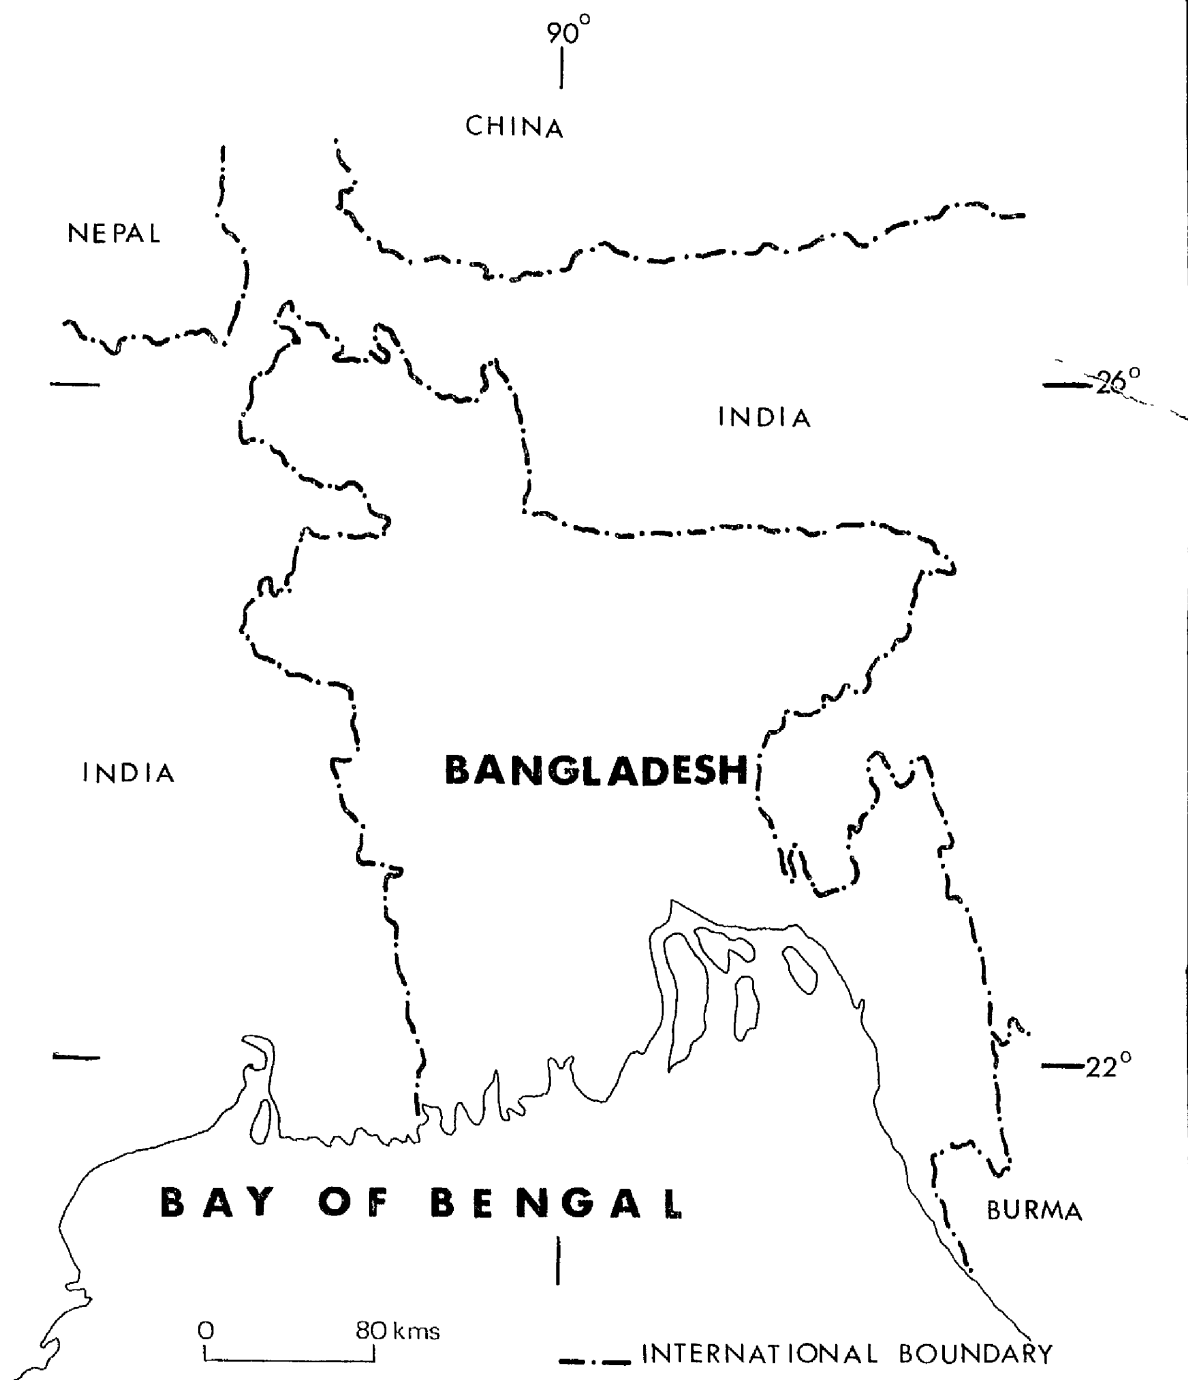 90°
CHINA
NEPAL
26°
INDIA
INDIA
BANGLADESH
22°
BAY OF BENGAL
BURMA
0 80 kms
INTERNATIONAL BOUNDARY